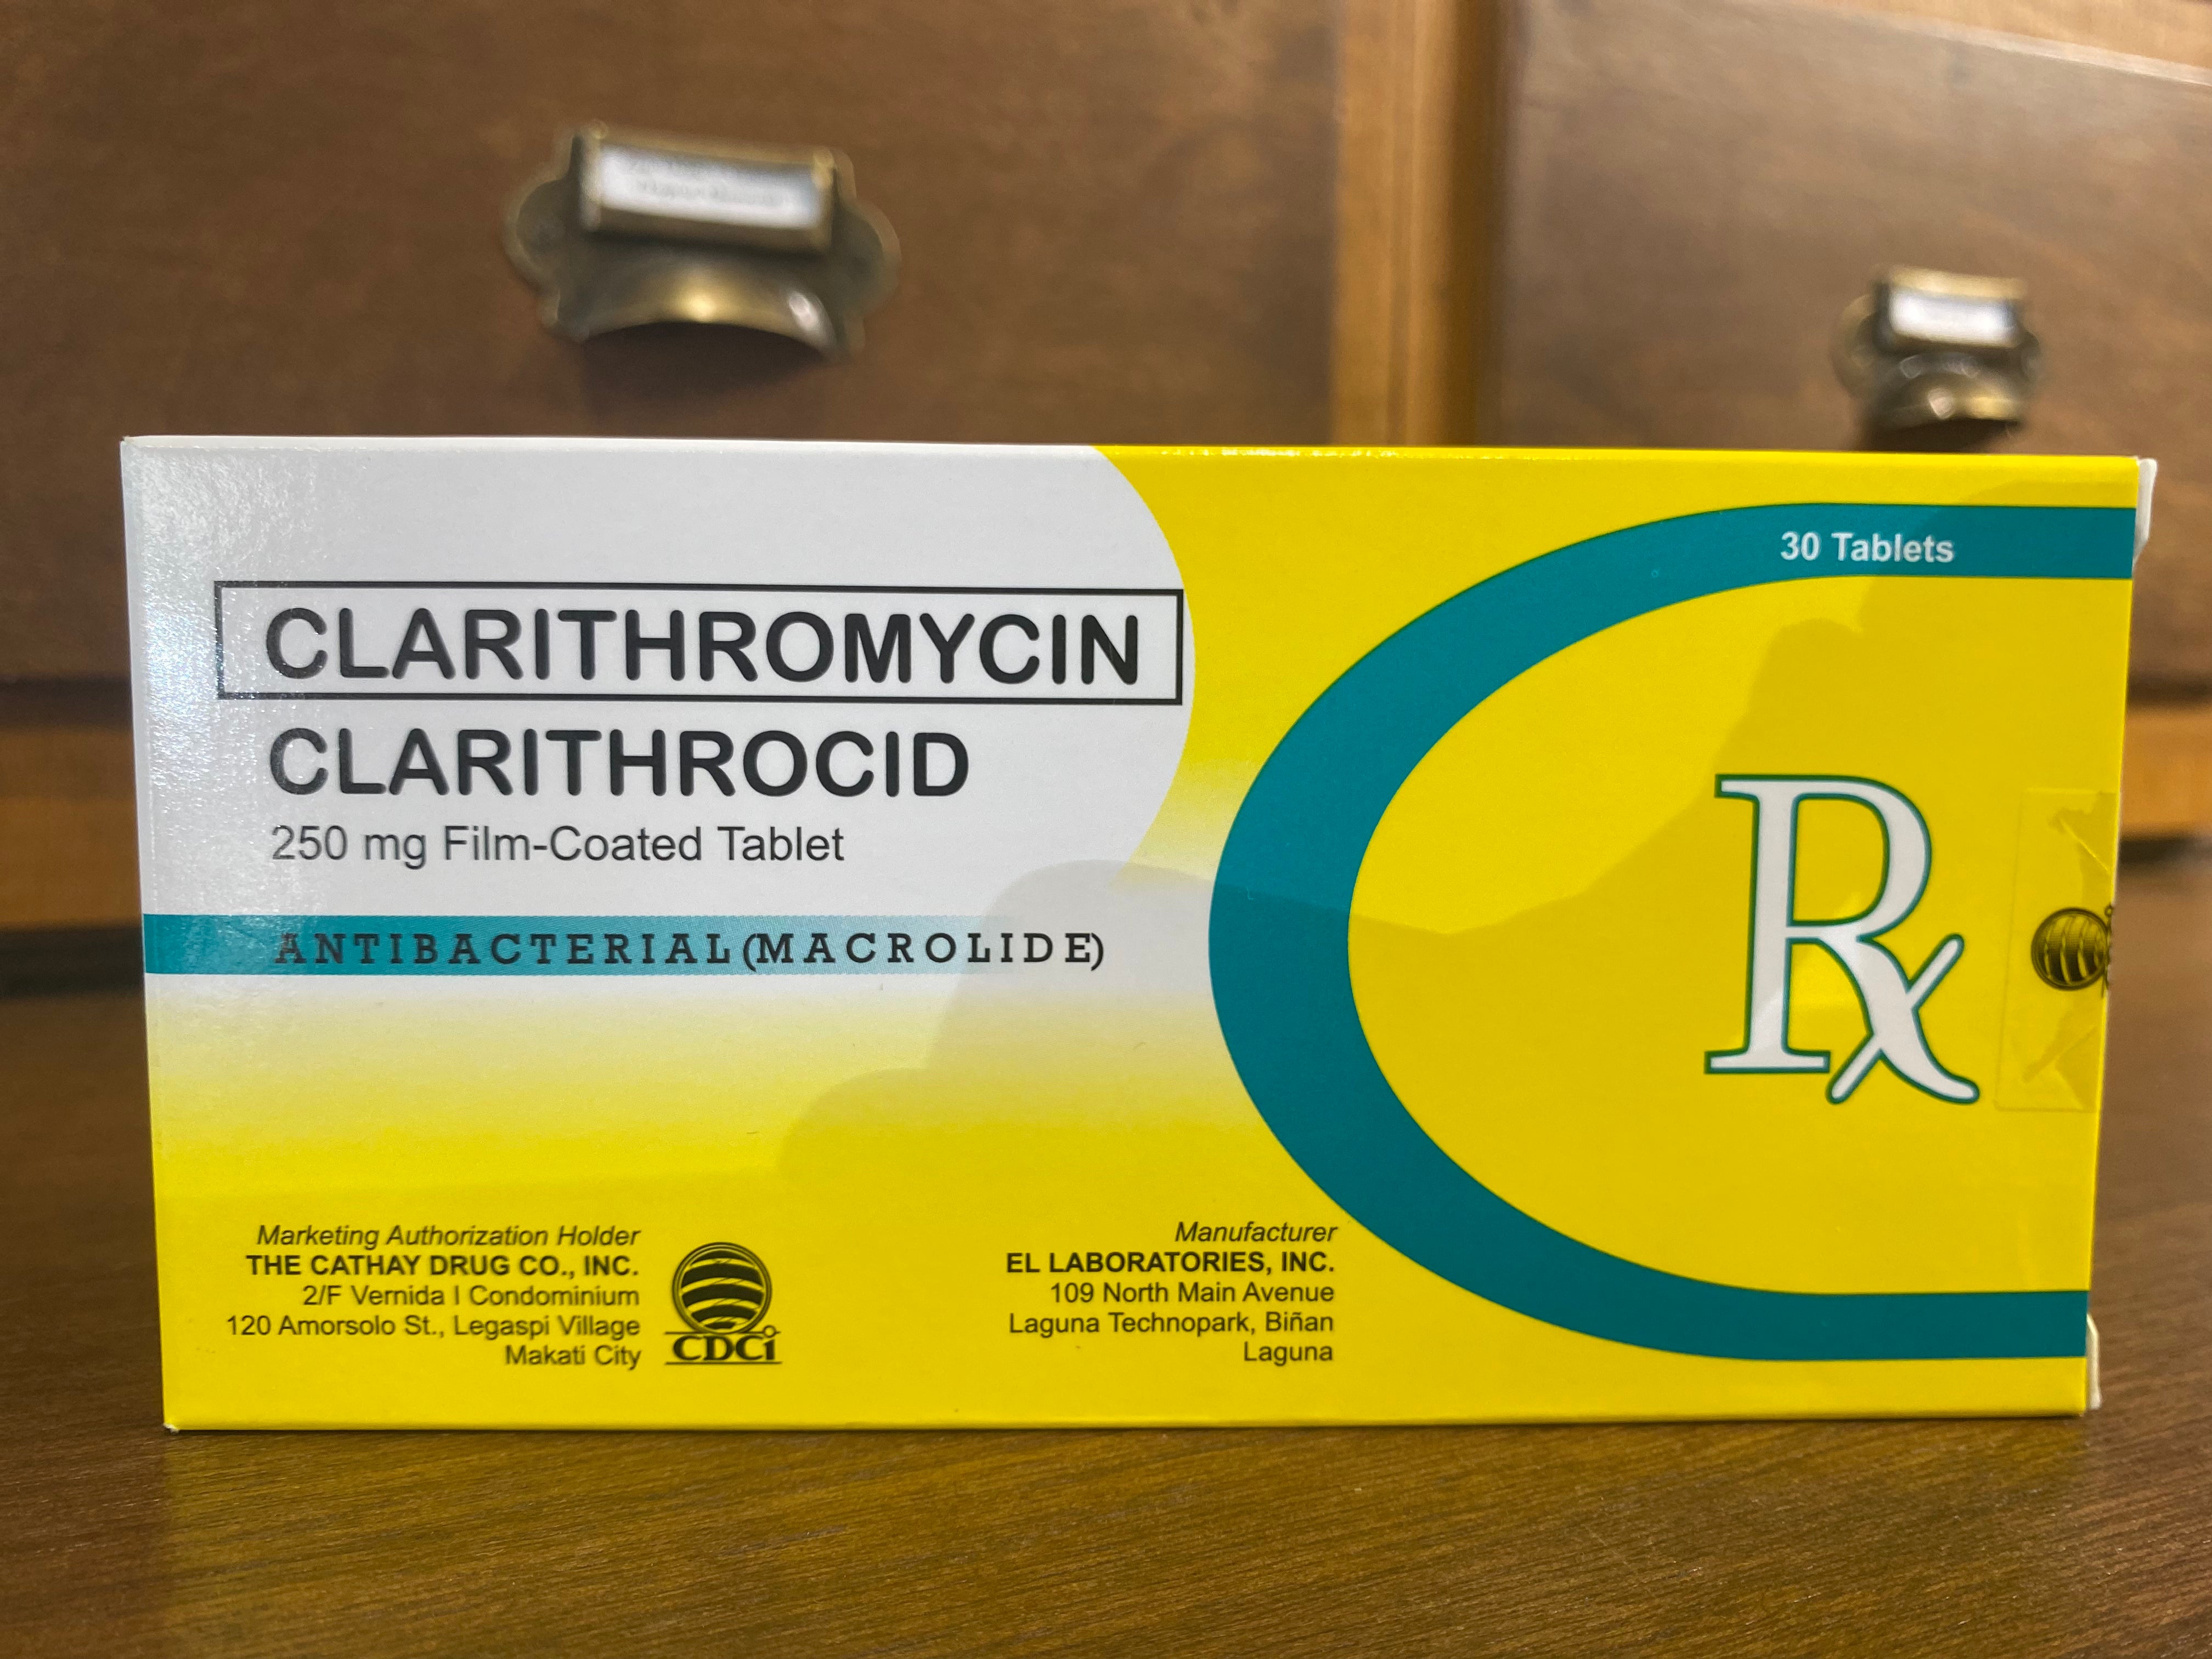 30 Tablets
CLARITHROMYCIN
CLARITHROCID
250 mg Film-Coated Tablet
ANTIBACTERIAL (MACROLIDE)
Rx
Marketing Authorization Holder
THE CATHAY DRUG CO., INC.
2/F Vernida I Condominium
120 Amorsolo St., Legaspi Village
Makati City
CDCi
Manufacturer
EL LABORATORIES, INC.
109 North Main Avenue
Laguna Technopark, Biñan
Laguna